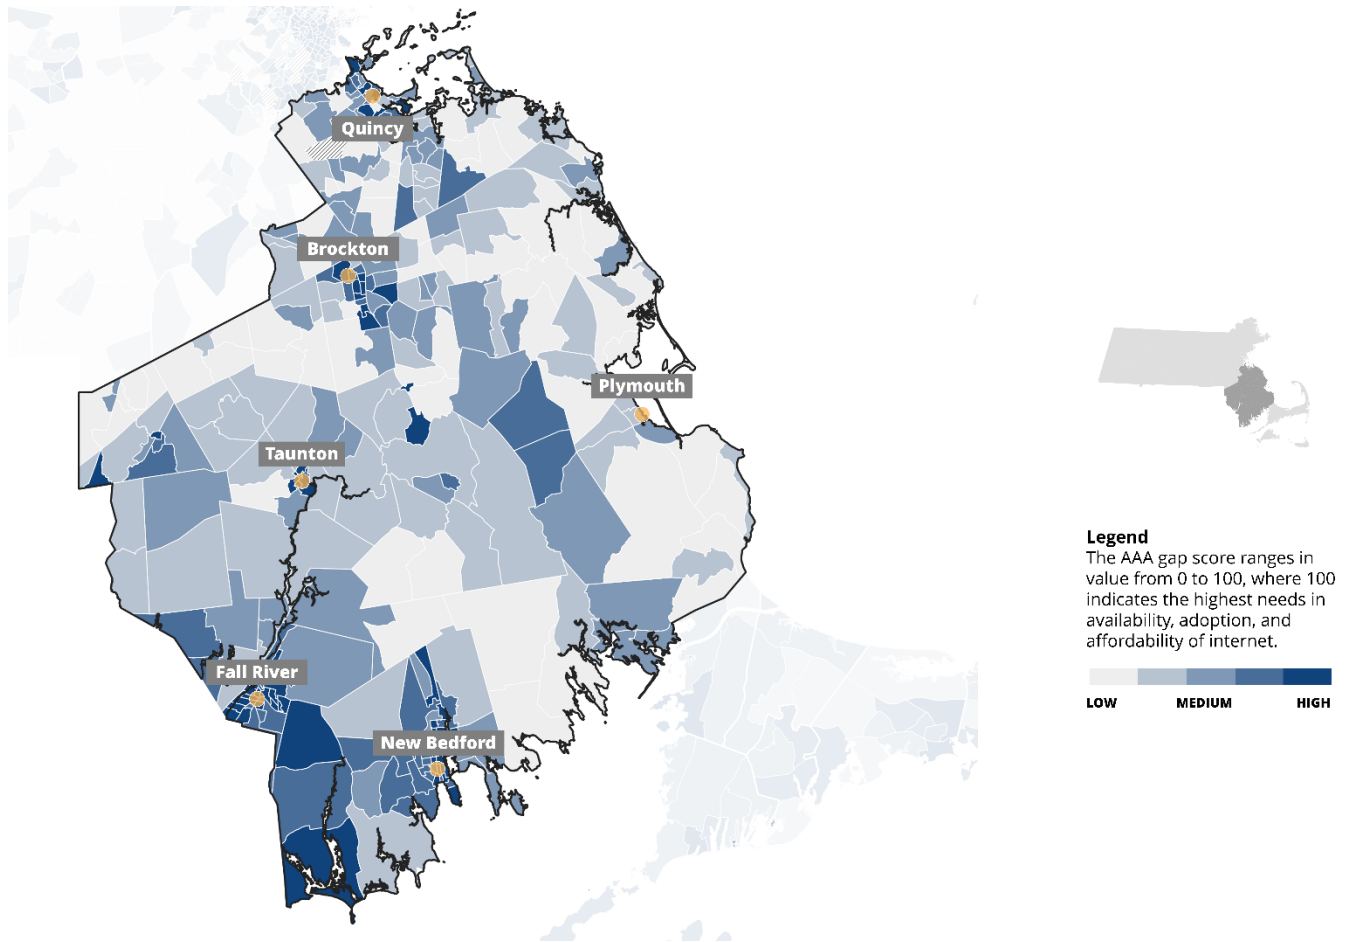 Quincy
Brockton
Plymouth
Taunton
Fall River
New Bedford
Legend
The AAA gap score ranges in
value from 0 to 100, where 100
indicates the highest needs in
availability, adoption, and
affordability of internet.
LOW MEDIUM HIGH